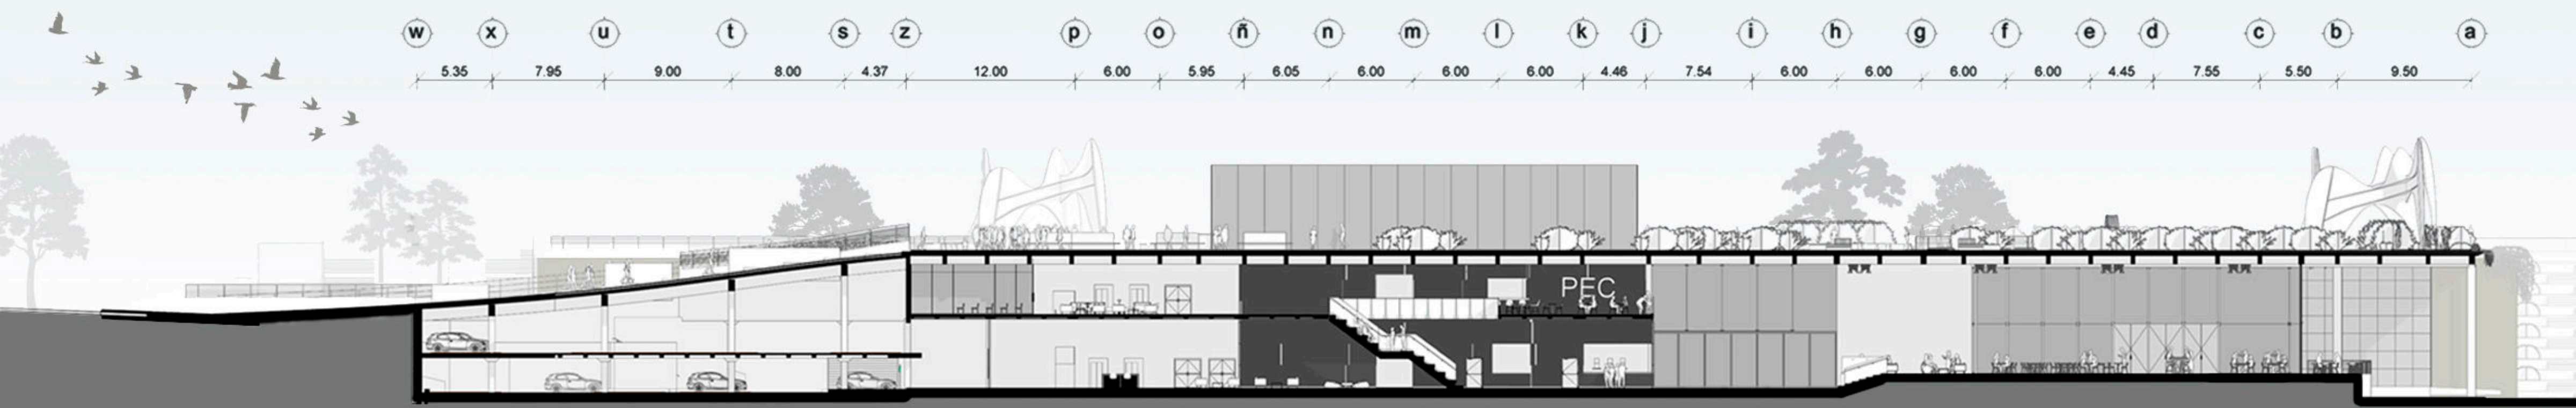 w x u t s z p o ñ n m l k j i h g f e d c b a
5.35 7.95 9.00 8.00 4.37 12.00 6.00 5.95 6.05 6.00 6.00 6.00 4.46 7.54 6.00 6.00 6.00 6.00 4.45 7.55 5.50 9.50
PEC